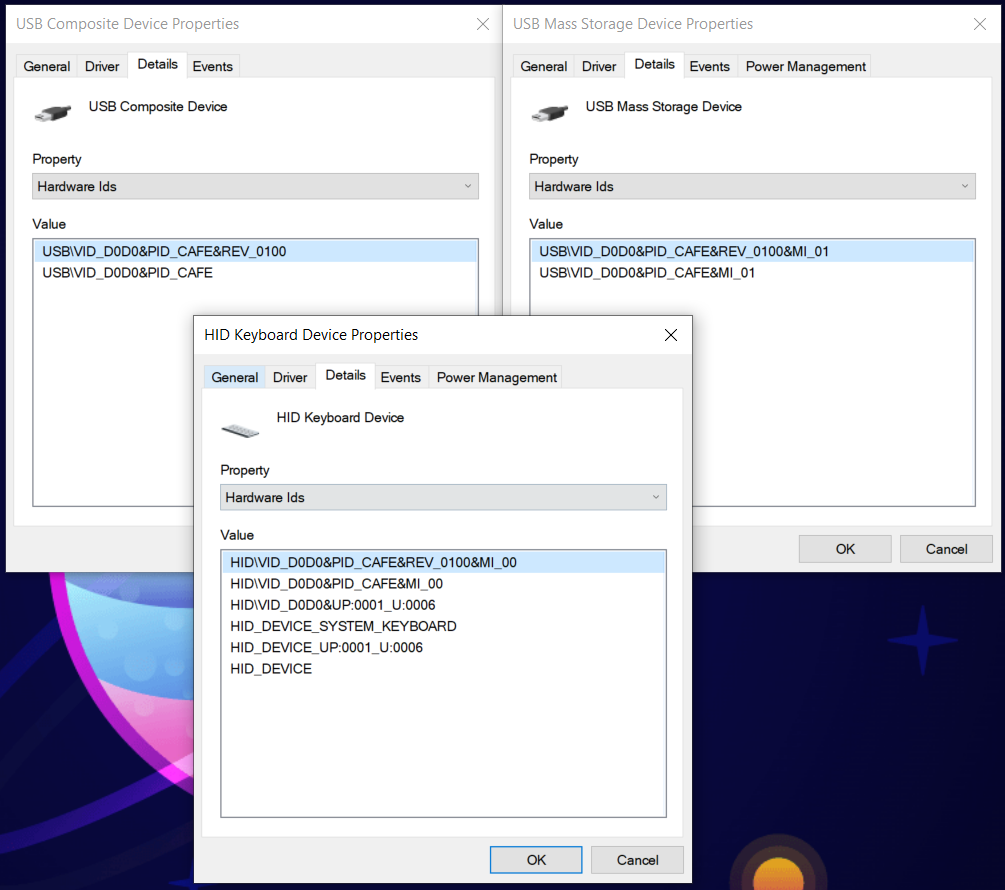 USB Composite Device Properties
General Driver Details Events
USB Composite Device
Property
Hardware Ids
Value
USB\VID_D0D0&PID_CAFE&REV_0100
USB\VID_D0D0&PID_CAFE
USB Mass Storage Device Properties
General Driver Details Events Power Management
USB Mass Storage Device
Property
Hardware Ids
Value
USB\VID_D0D0&PID_CAFE&REV_0100&MI_01
USB\VID_D0D0&PID_CAFE&MI_01
OK Cancel
HID Keyboard Device Properties
General Driver Details Events Power Management
HID Keyboard Device
Property
Hardware Ids
Value
HID\VID_D0D0&PID_CAFE&REV_0100&MI_00
HID\VID_D0D0&PID_CAFE&MI_00
HID\VID_D0D0&UP:0001_U:0006
HID_DEVICE_SYSTEM_KEYBOARD
HID_DEVICE_UP:0001_U:0006
HID_DEVICE
OK Cancel